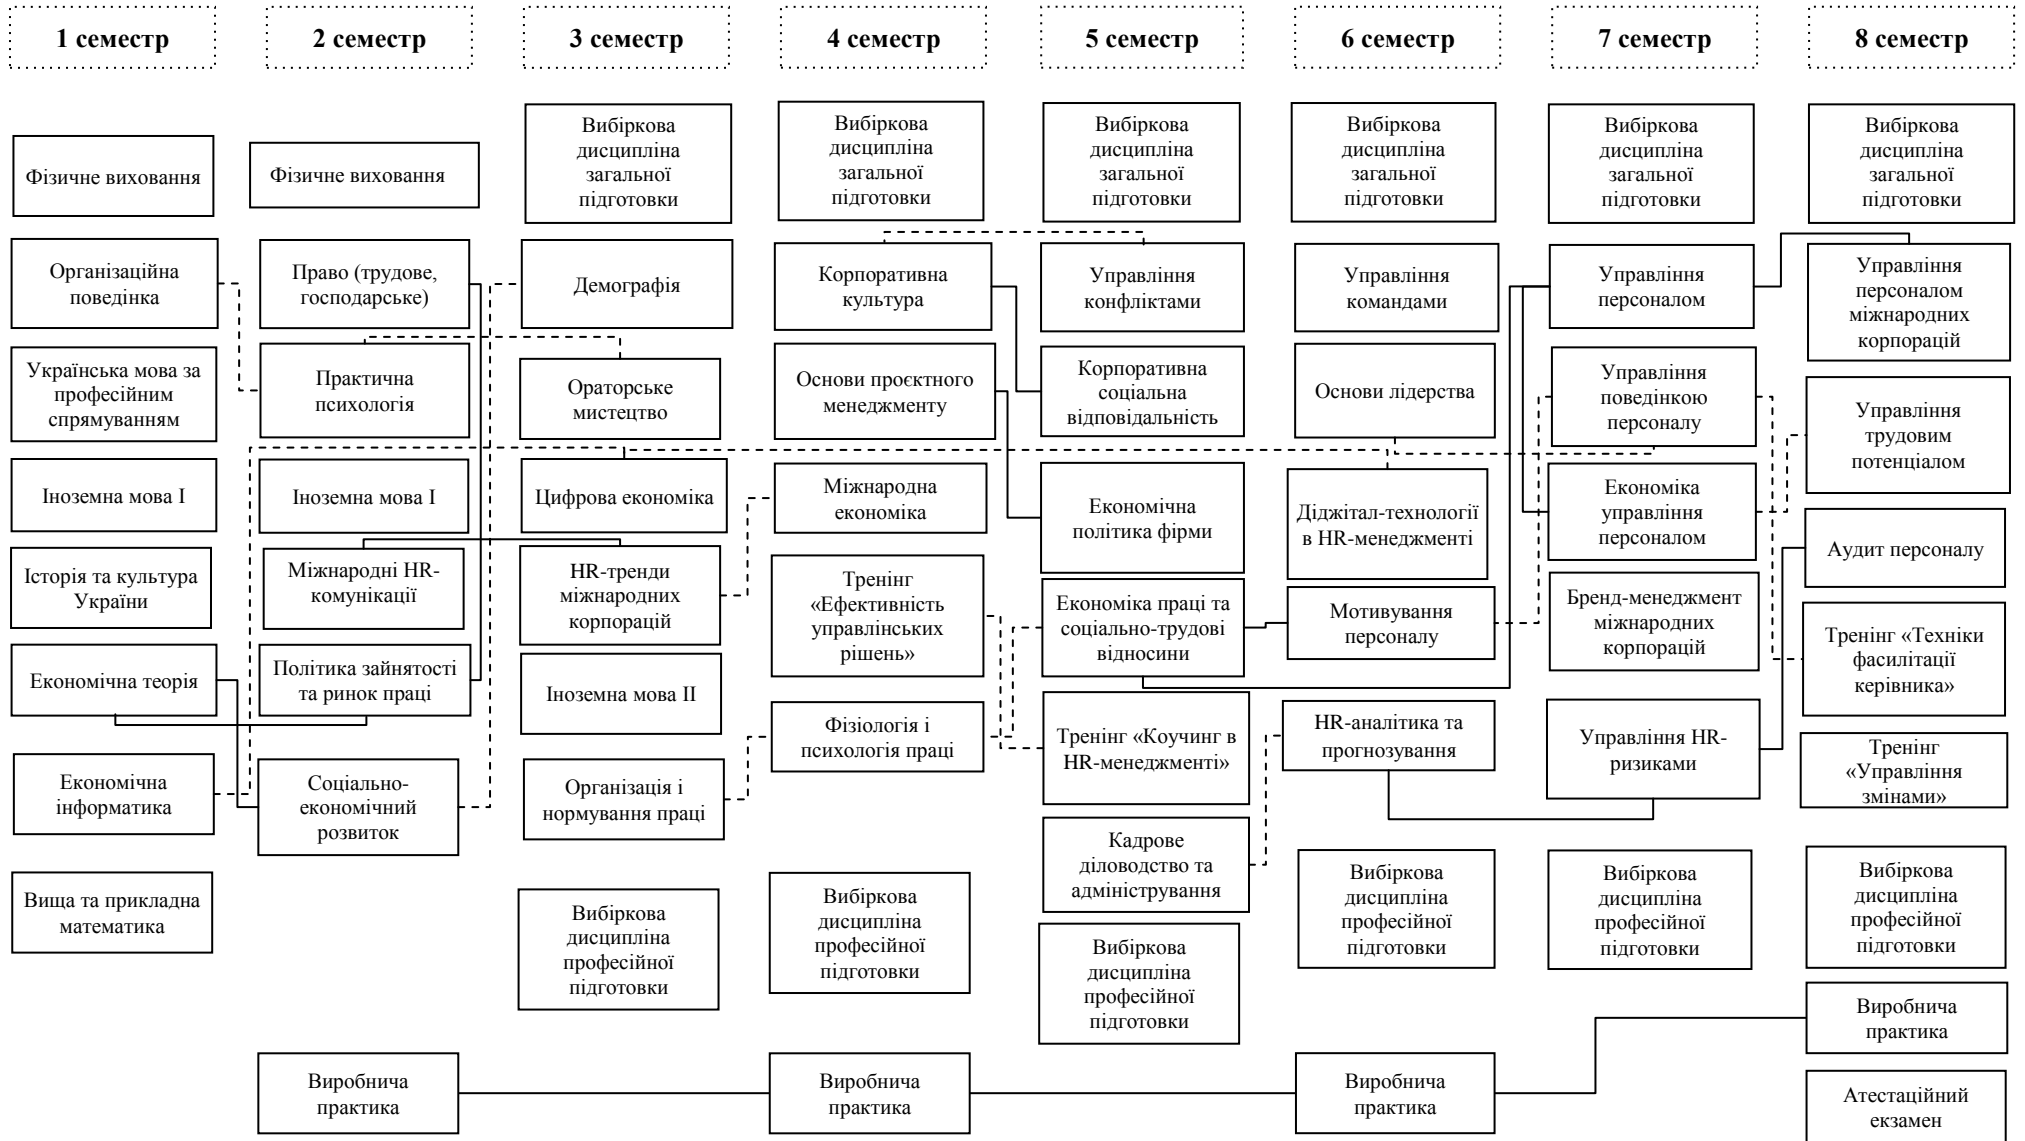 1 семестр
2 семестр
3 семестр
4 семестр
5 семестр
6 семестр
7 семестр
8 семестр
Фізичне виховання
Організаційна
поведінка
Українська мова за
професійним
спрямуванням
Іноземна мова І
Історія та культура
України
Економічна теорія
Економічна
інформатика
Вища та прикладна
математика
Фізичне виховання
Право (трудове,
господарське)
Практична
психологія
Іноземна мова І
Міжнародні HR-
комунікації
Політика зайнятості
та ринок праці
Соціально-
економічний
розвиток
Виробнича
практика
Вибіркова
дисципліна
загальної
підготовки
Демографія
Ораторське
мистецтво
Цифрова економіка
HR-тренди
міжнародних
корпорацій
Іноземна мова ІІ
Організація і
нормування праці
Вибіркова
дисципліна
професійної
підготовки
Вибіркова
дисципліна
загальної
підготовки
Корпоративна
культура
Основи проєктного
менеджменту
Міжнародна
економіка
Тренінг
«Ефективність
управлінських
рішень»
Фізіологія і
психологія праці
Вибіркова
дисципліна
професійної
підготовки
Виробнича
практика
Вибіркова
дисципліна
загальної
підготовки
Управління
конфліктами
Корпоративна
соціальна
відповідальність
Економічна
політика фірми
Економіка праці та
соціально-трудові
відносини
Тренінг «Коучинг в
HR-менеджменті»
Кадрове
діловодство та
адміністрування
Вибіркова
дисципліна
професійної
підготовки
Вибіркова
дисципліна
загальної
підготовки
Управління
командами
Основи лідерства
Діджітал-технології
в HR-менеджменті
Мотивування
персоналу
HR-аналітика та
прогнозування
Вибіркова
дисципліна
професійної
підготовки
Виробнича
практика
Вибіркова
дисципліна
загальної
підготовки
Управління
персоналом
Управління
поведінкою
персоналу
Економіка
управління
персоналом
Бренд-менеджмент
міжнародних
корпорацій
Управління HR-
ризиками
Вибіркова
дисципліна
професійної
підготовки
Вибіркова
дисципліна
загальної
підготовки
Управління
персоналом
міжнародних
корпорацій
Управління
трудовим
потенціалом
Аудит персоналу
Тренінг «Техніки
фасилітації
керівника»
Тренінг
«Управління
змінами»
Вибіркова
дисципліна
професійної
підготовки
Виробнича
практика
Атестаційний
екзамен